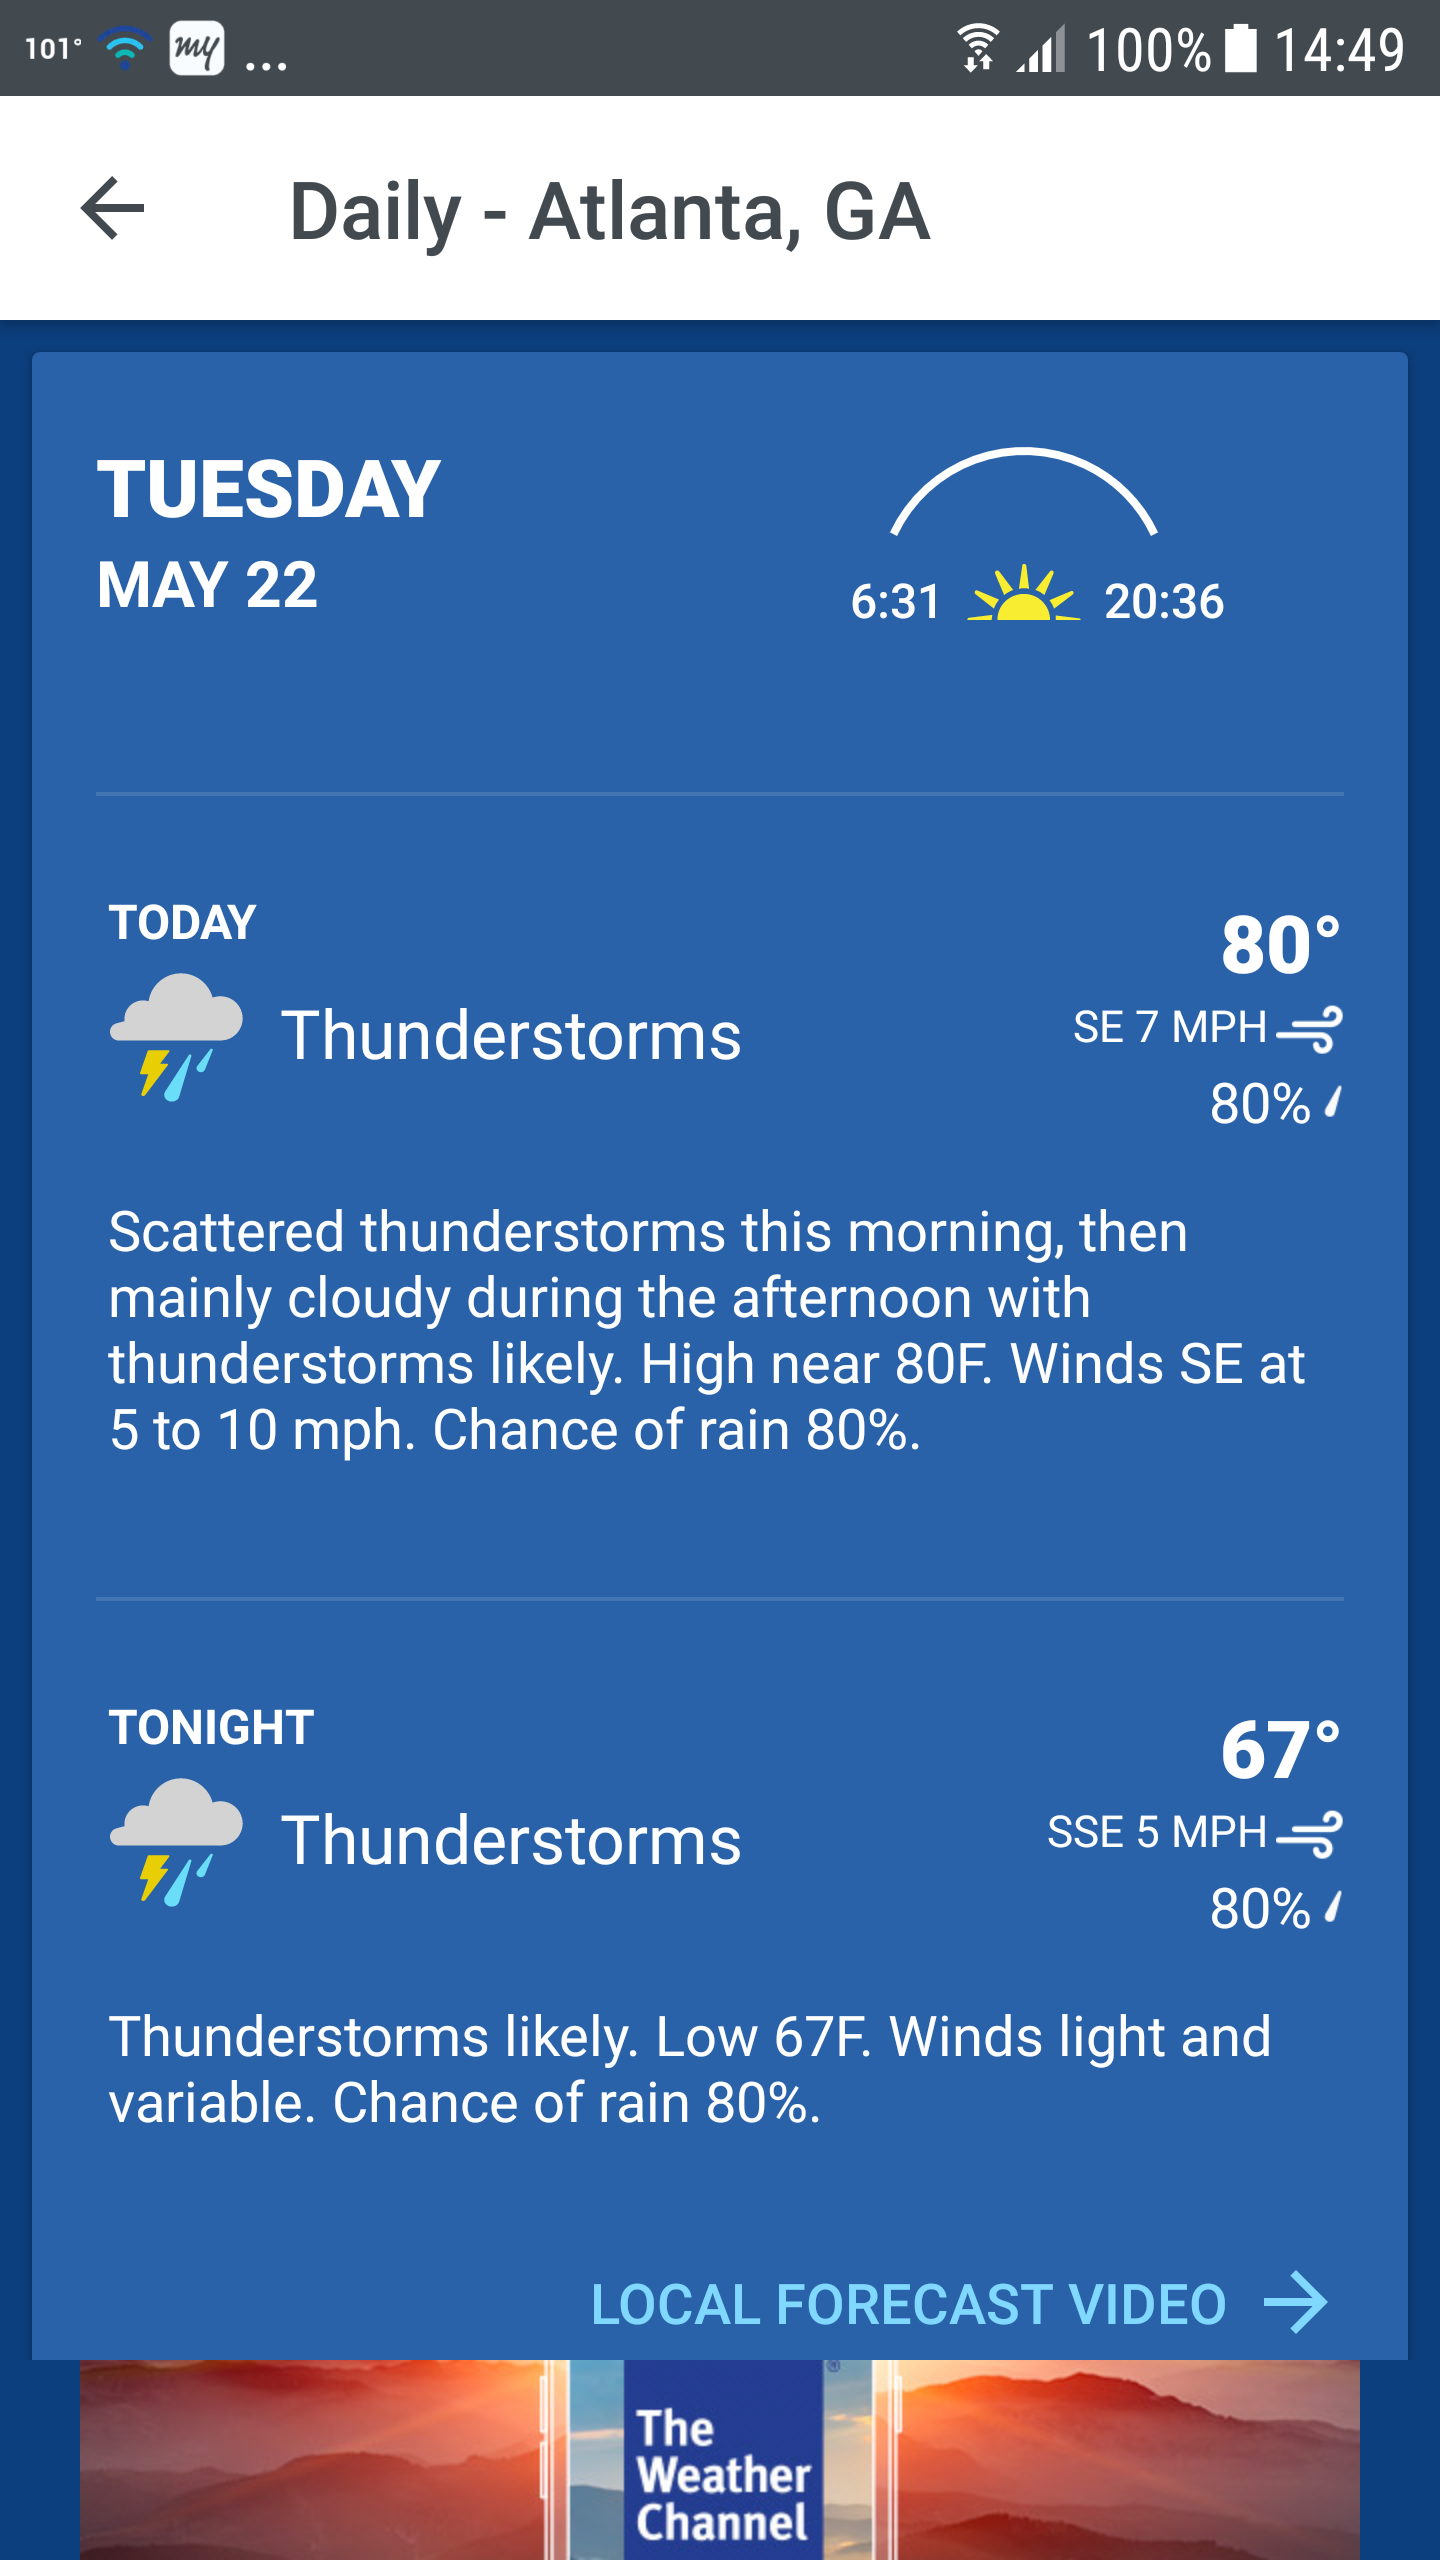 101°
my
...
100%
14:49
Daily - Atlanta, GA
TUESDAY
MAY 22
6:31
20:36
TODAY
80°
Thunderstorms
SE 7 MPH
80%
Scattered thunderstorms this morning, then
mainly cloudy during the afternoon with
thunderstorms likely. High near 80F. Winds SE at
5 to 10 mph. Chance of rain 80%.
TONIGHT
67°
Thunderstorms
SSE 5 MPH
80%
Thunderstorms likely. Low 67F. Winds light and
variable. Chance of rain 80%.
LOCAL FORECAST VIDEO
The
Weather
Channel